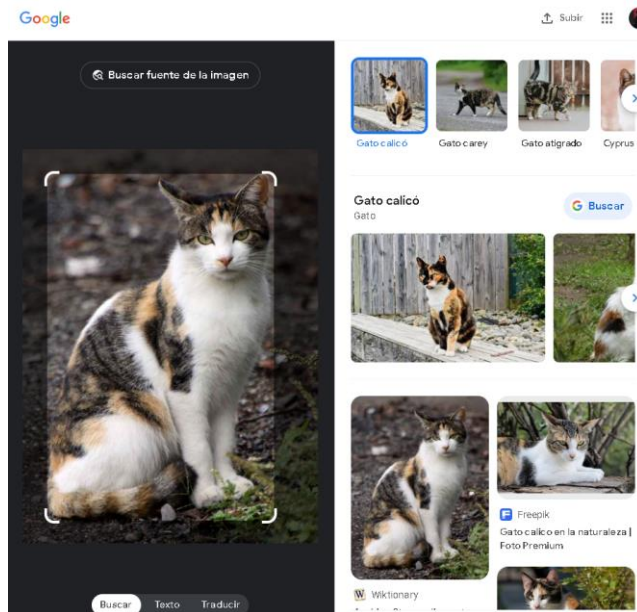 Google
Subir
Buscar fuente de la imagen
Gato calicó
Gato carey
Gato atigrado
Cyprus
Gato calicó
Gato
G Buscar
W Wiktionary
Freepik
Gato calico en la naturaleza |
Foto Premium
Buscar
Texto
Traducir